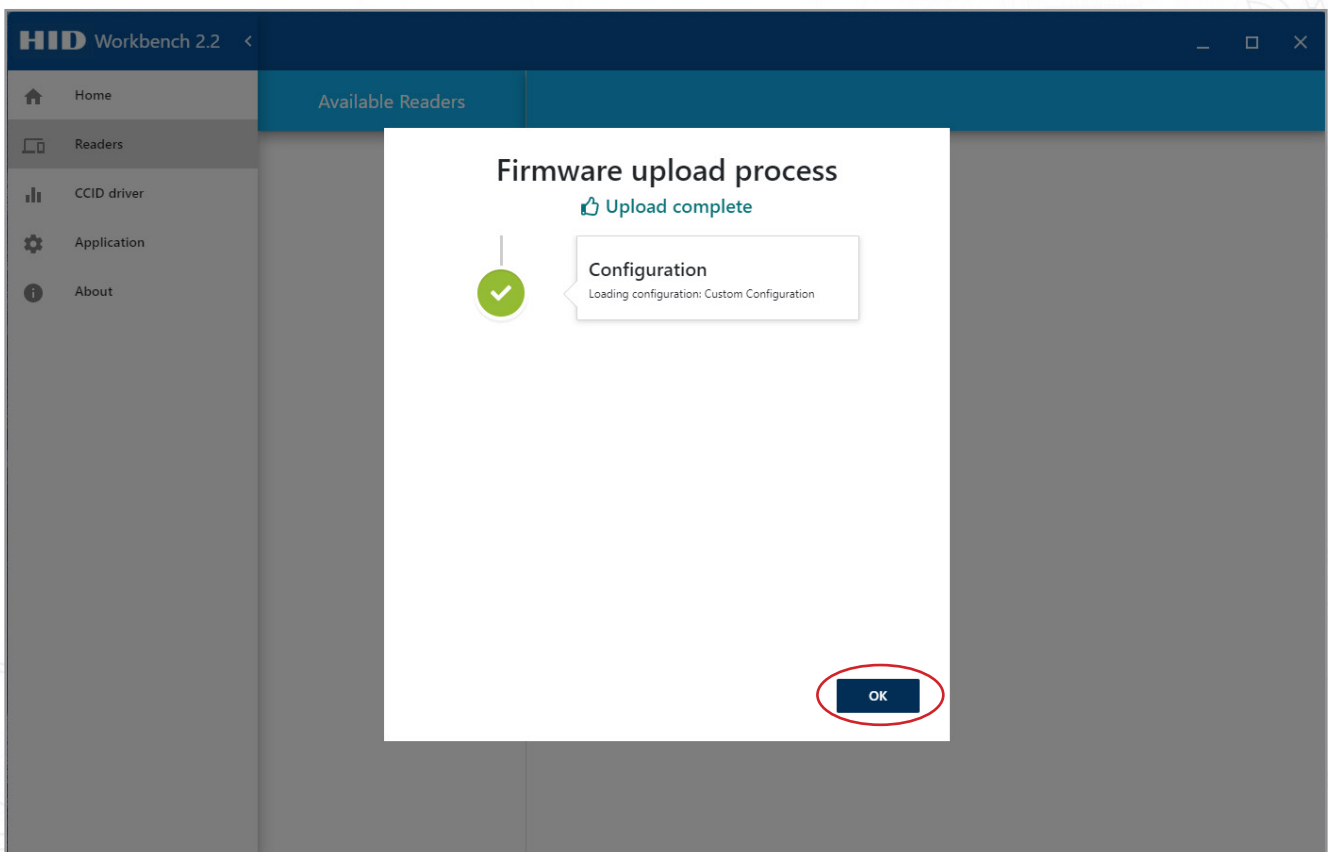 HID Workbench 2.2
Home
Readers
CCID driver
Application
About
Available Readers
Firmware upload process
Upload complete
Configuration
Loading configuration: Custom Configuration
OK